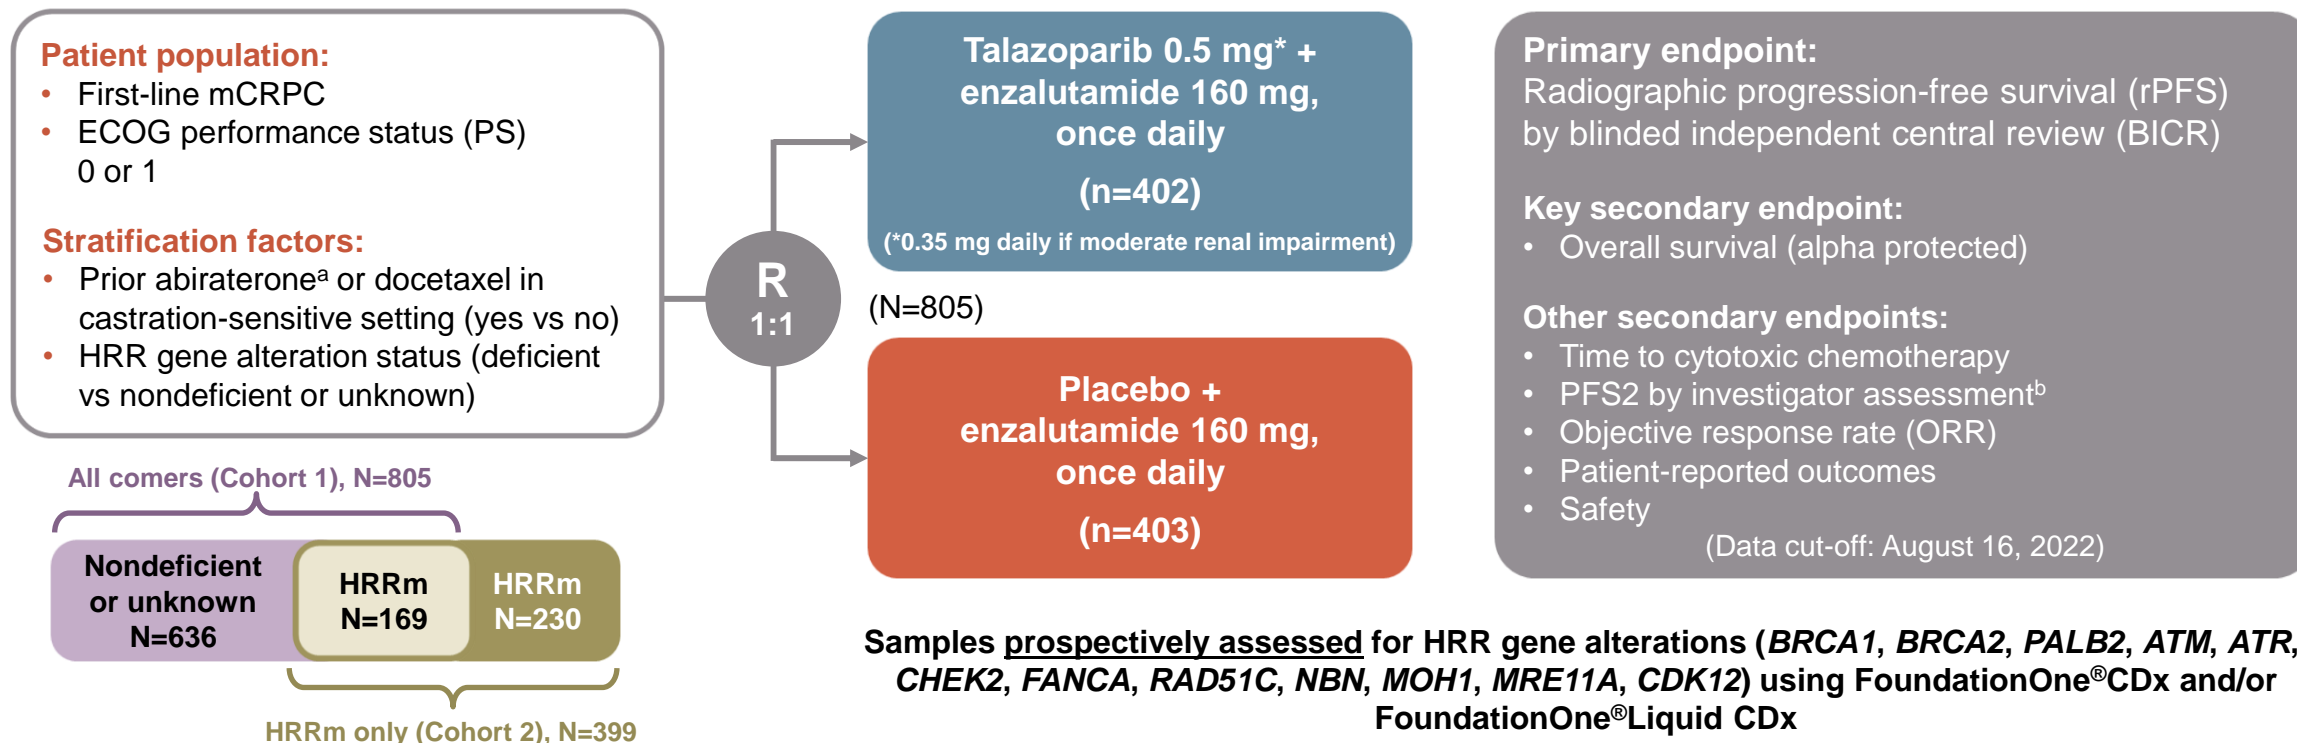 Patient population:
• First-line mCRPC
• ECOG performance status (PS)
0 or 1
Stratification factors:
• Prior abirateroneᵃ or docetaxel in
castration-sensitive setting (yes vs no)
• HRR gene alteration status (deficient
vs nondeficient or unknown)
All comers (Cohort 1), N=805
Nondeficient
or unknown
N=636
HRRm
N=169
HRRm
N=230
HRRm only (Cohort 2), N=399
R
1:1
Talazoparib 0.5 mg* +
enzalutamide 160 mg,
once daily
(n=402)
(*0.35 mg daily if moderate renal impairment)
(N=805)
Placebo +
enzalutamide 160 mg,
once daily
(n=403)
Primary endpoint:
Radiographic progression-free survival (rPFS)
by blinded independent central review (BICR)
Key secondary endpoint:
• Overall survival (alpha protected)
Other secondary endpoints:
• Time to cytotoxic chemotherapy
• PFS2 by investigator assessmentᵇ
• Objective response rate (ORR)
• Patient-reported outcomes
• Safety
(Data cut-off: August 16, 2022)
Samples prospectively assessed for HRR gene alterations (BRCA1, BRCA2, PALB2, ATM, ATR,
CHEK2, FANCA, RAD51C, NBN, MOH1, MRE11A, CDK12) using FoundationOne®CDx and/or
FoundationOne®Liquid CDx